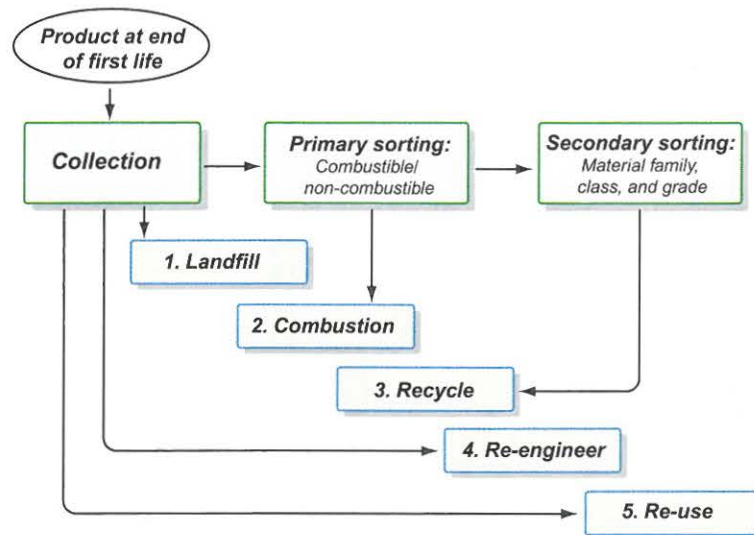 Product at end
of first life
Collection
Primary sorting:
Combustible/
non-combustible
Secondary sorting:
Material family,
class, and grade
1. Landfill
2. Combustion
3. Recycle
4. Re-engineer
5. Re-use